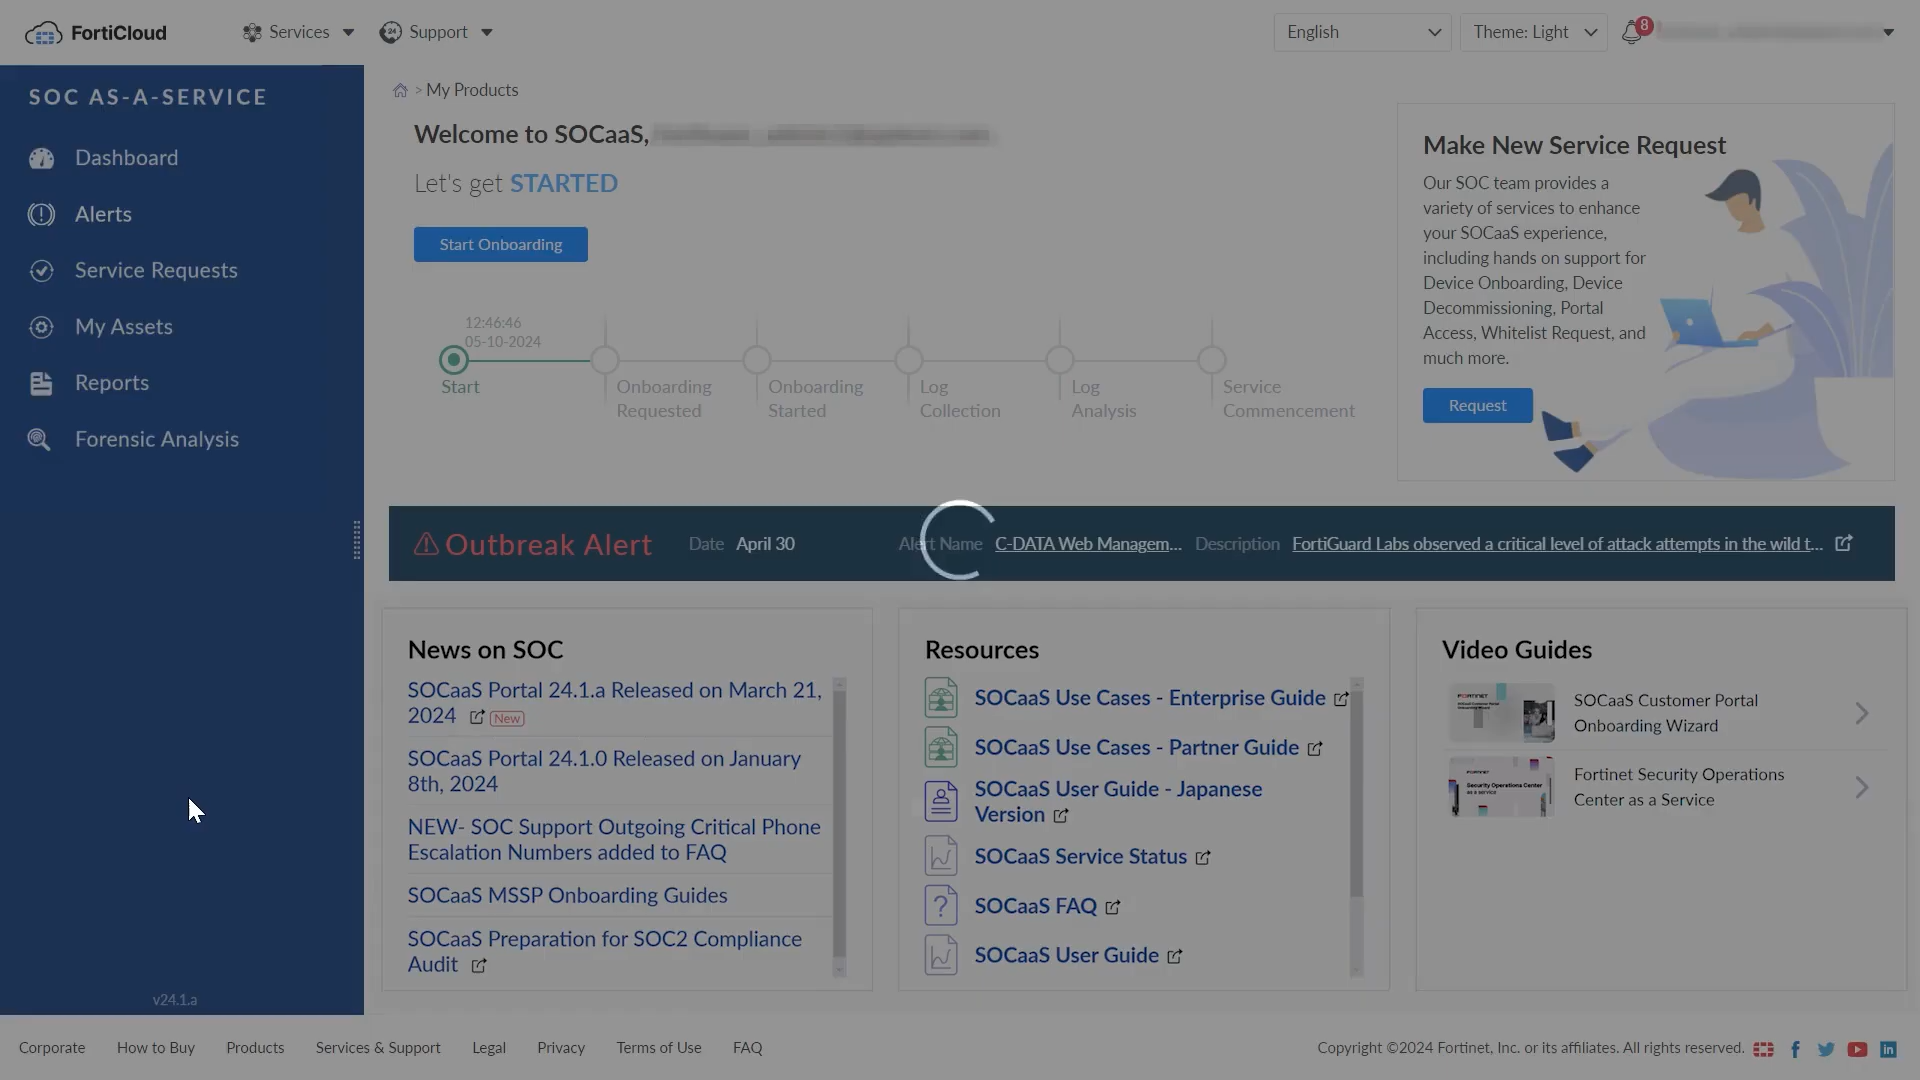 FortiCloud
Services
Support
English
Theme: Light
8
SOC AS-A-SERVICE
Dashboard
Alerts
Service Requests
My Assets
Reports
Forensic Analysis
v24.1.a
> My Products
Welcome to SOCaaS,
Let's get STARTED
Start Onboarding
12:46:46
05-10-2024
Start
Onboarding
Requested
Onboarding
Started
Log
Collection
Log
Analysis
Service
Commencement
Make New Service Request
Our SOC team provides a
variety of services to enhance
your SOCaaS experience,
including hands on support for
Device Onboarding, Device
Decommissioning, Portal
Access, Whitelist Request, and
much more.
Request
Outbreak Alert
Date April 30
Alert Name C-DATA Web Managem...
Description FortiGuard Labs observed a critical level of attack attempts in the wild t...
News on SOC
SOCaaS Portal 24.1.a Released on March 21,
2024 New
SOCaaS Portal 24.1.0 Released on January
8th, 2024
NEW- SOC Support Outgoing Critical Phone
Escalation Numbers added to FAQ
SOCaaS MSSP Onboarding Guides
SOCaaS Preparation for SOC2 Compliance
Audit
Resources
SOCaaS Use Cases - Enterprise Guide
SOCaaS Use Cases - Partner Guide
SOCaaS User Guide - Japanese
Version
SOCaaS Service Status
SOCaaS FAQ
SOCaaS User Guide
Video Guides
SOCaaS Customer Portal
Onboarding Wizard
Security Operations Center
Fortinet Security Operations
Center as a Service
Corporate
How to Buy
Products
Services & Support
Legal
Privacy
Terms of Use
FAQ
Copyright ©2024 Fortinet, Inc. or its affiliates. All rights reserved.